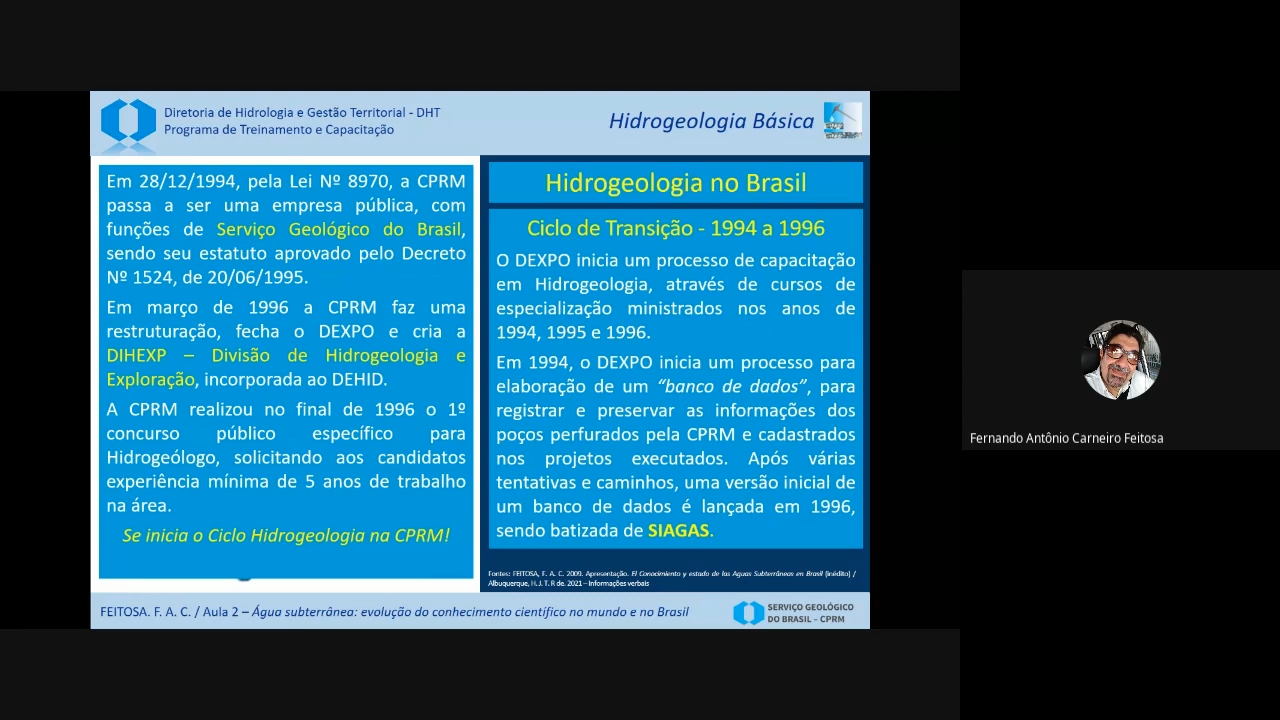 Diretoria de Hidrologia e Gestão Territorial - DHT
Programa de Treinamento e Capacitação
Hidrogeologia Básica
Em 28/12/1994, pela Lei Nº 8970, a CPRM
passa a ser uma empresa pública, com
funções de Serviço Geológico do Brasil,
sendo seu estatuto aprovado pelo Decreto
Nº 1524, de 20/06/1995.
Em março de 1996 a CPRM faz uma
restruturação, fecha o DEXPO e cria a
DIHEXP – Divisão de Hidrogeologia e
Exploração, incorporada ao DEHID.
A CPRM realizou no final de 1996 o 1º
concurso público específico para
Hidrogeólogo, solicitando aos candidatos
experiência mínima de 5 anos de trabalho
na área.
Se inicia o Ciclo Hidrogeologia na CPRM!
Hidrogeologia no Brasil
Ciclo de Transição - 1994 a 1996
O DEXPO inicia um processo de capacitação
em Hidrogeologia, através de cursos de
especialização ministrados nos anos de
1994, 1995 e 1996.
Em 1994, o DEXPO inicia um processo para
elaboração de um “banco de dados”, para
registrar e preservar as informações dos
poços perfurados pela CPRM e cadastrados
nos projetos executados. Após várias
tentativas e caminhos, uma versão inicial de
um banco de dados é lançada em 1996,
sendo batizada de SIAGAS.
Fontes: FEITOSA, F. A. C. 2009. Apresentação. El Conocimiento y estado de las Aguas Subterrâneas en Brasil (inédito) /
Albuquerque, H. J. T. R de. 2021 – Informações verbais
FEITOSA. F. A. C. / Aula 2 – Água subterrânea: evolução do conhecimento científico no mundo e no Brasil
SERVIÇO GEOLÓGICO
DO BRASIL – CPRM
Fernando Antônio Carneiro Feitosa